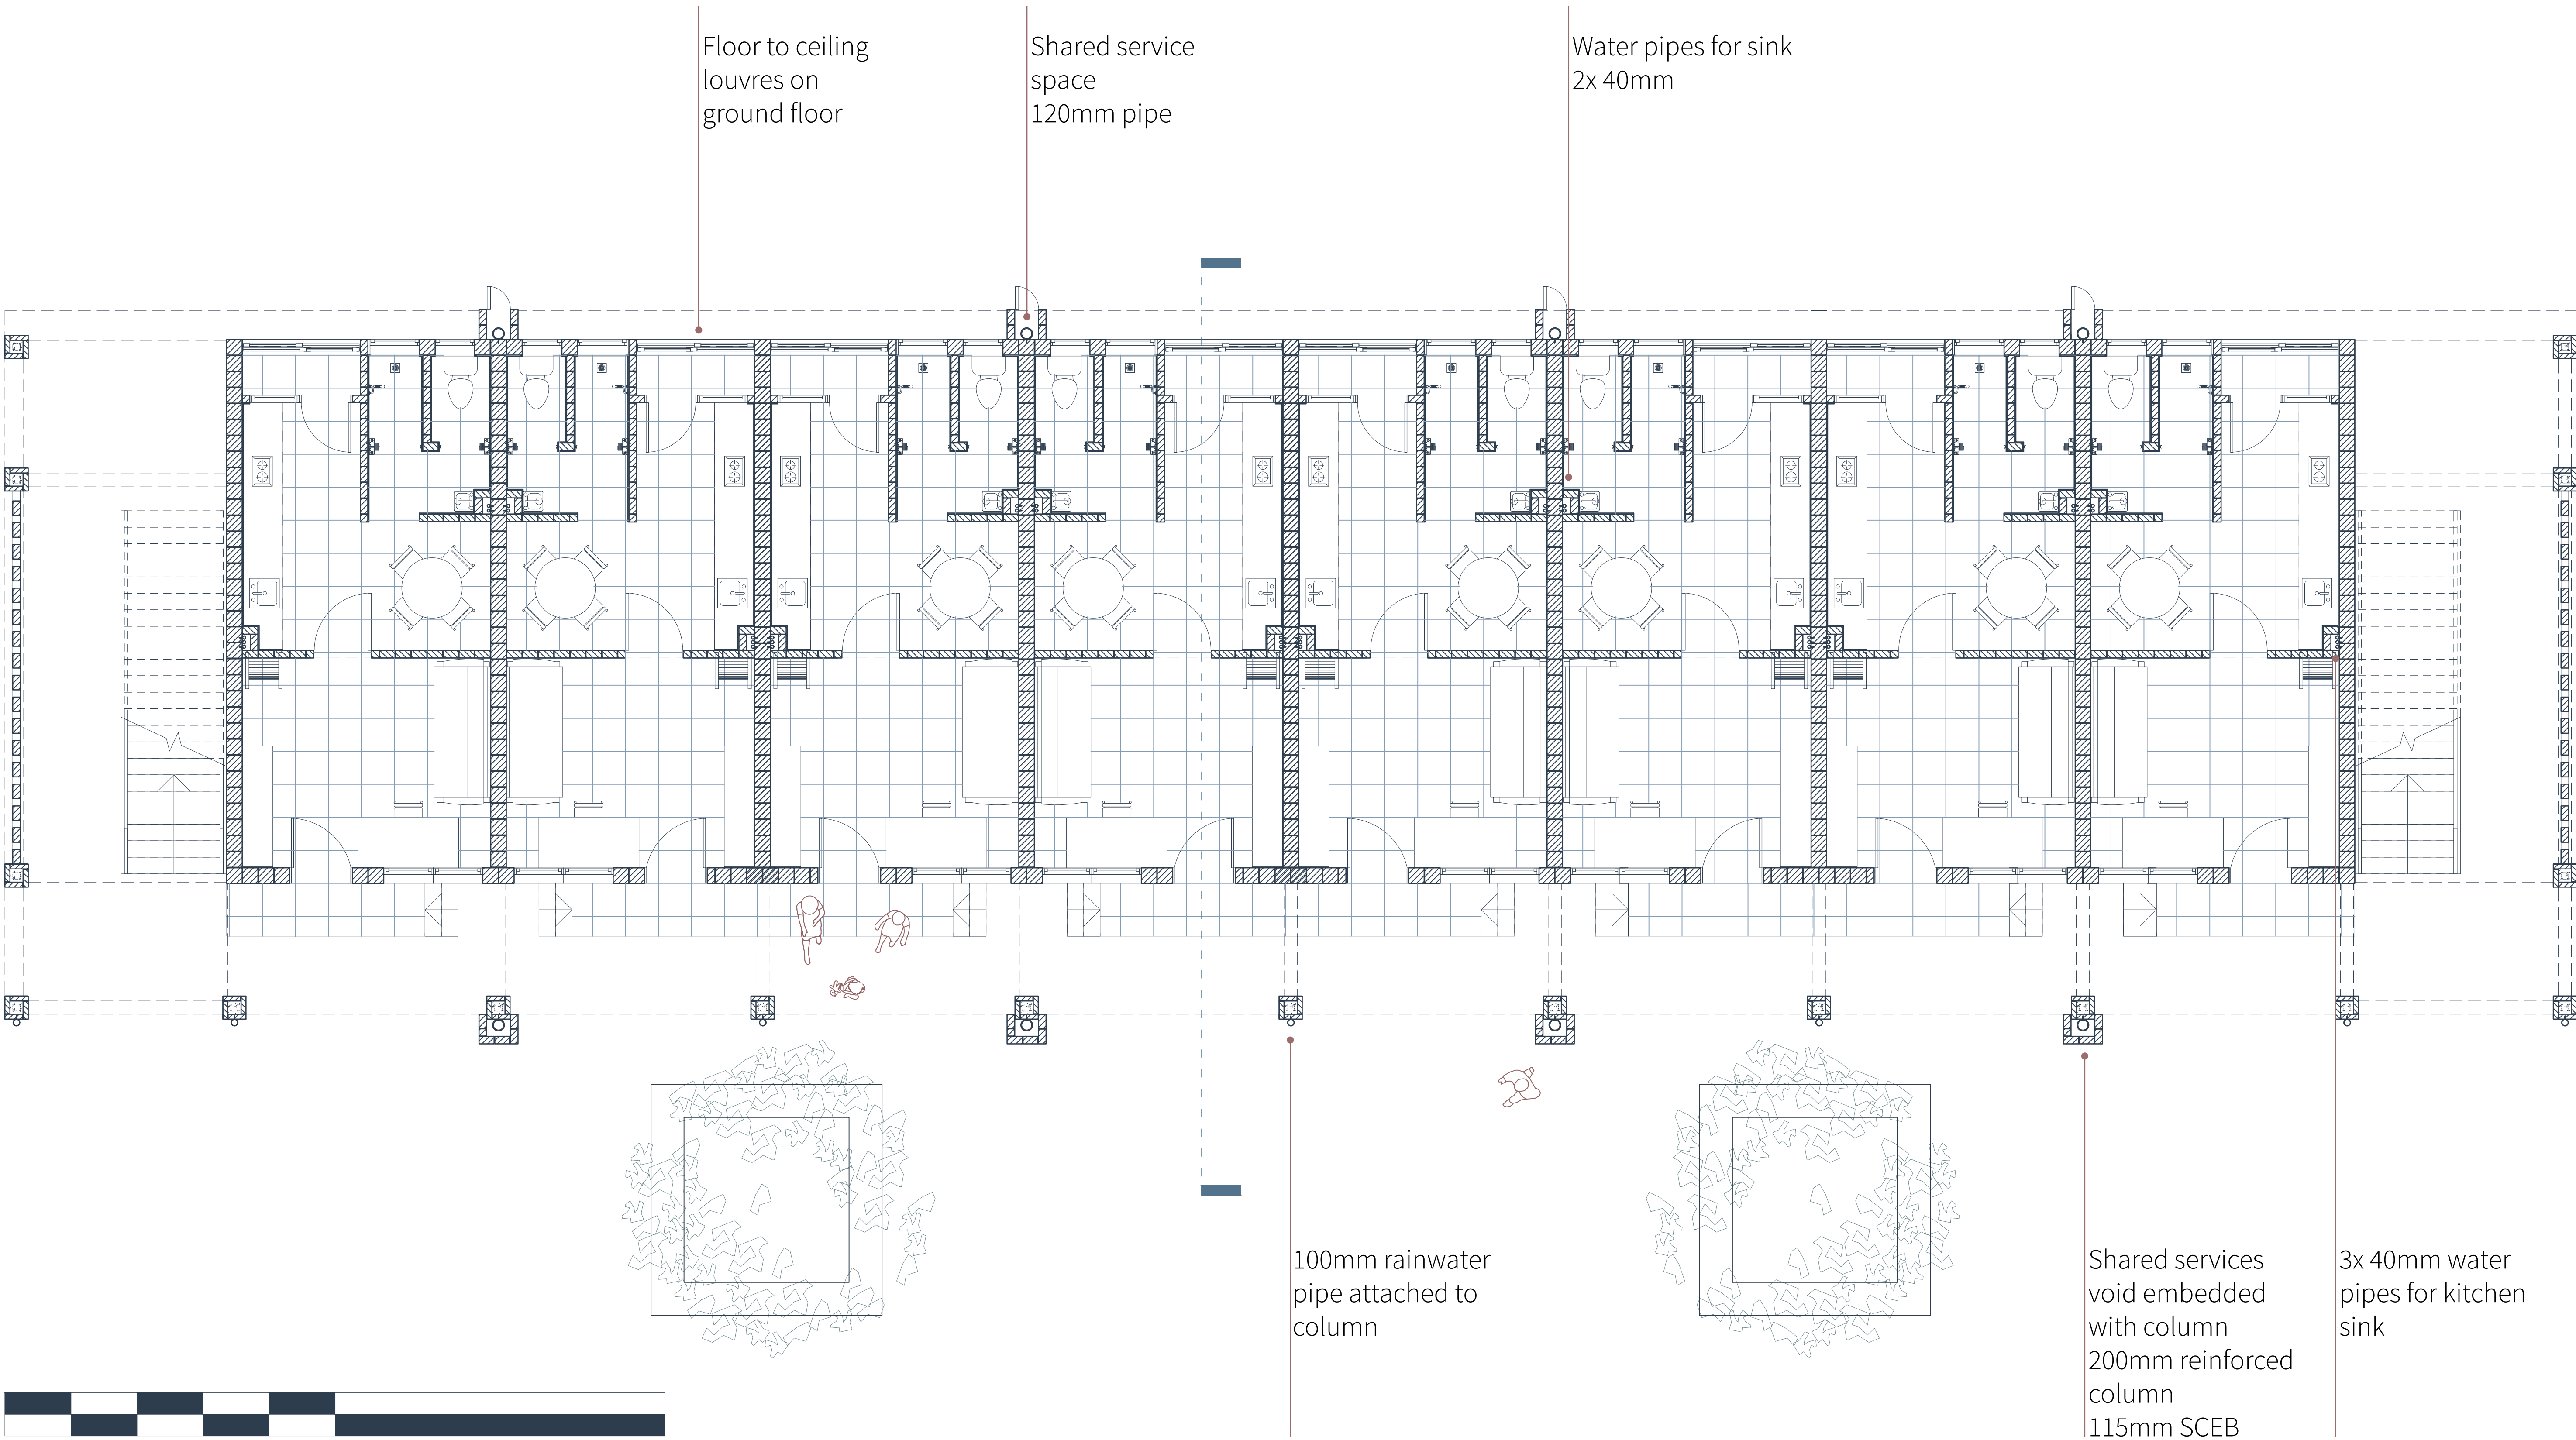 Floor to ceiling
louvres on
ground floor
Shared service
space
120mm pipe
Water pipes for sink
2x 40mm
100mm rainwater
pipe attached to
column
Shared services
void embedded
with column
200mm reinforced
column
115mm SCEB
3x 40mm water
pipes for kitchen
sink